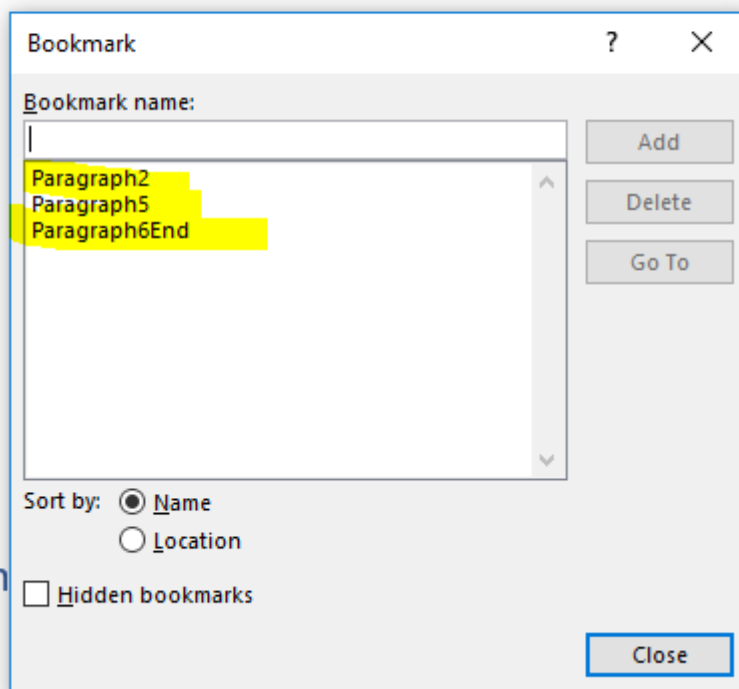 Bookmark ? ✕
Bookmark name:
Add
Paragraph2
Paragraph5
Delete
Paragraph6End
Go To
Sort by: Name
Location
Hidden bookmarks
Close